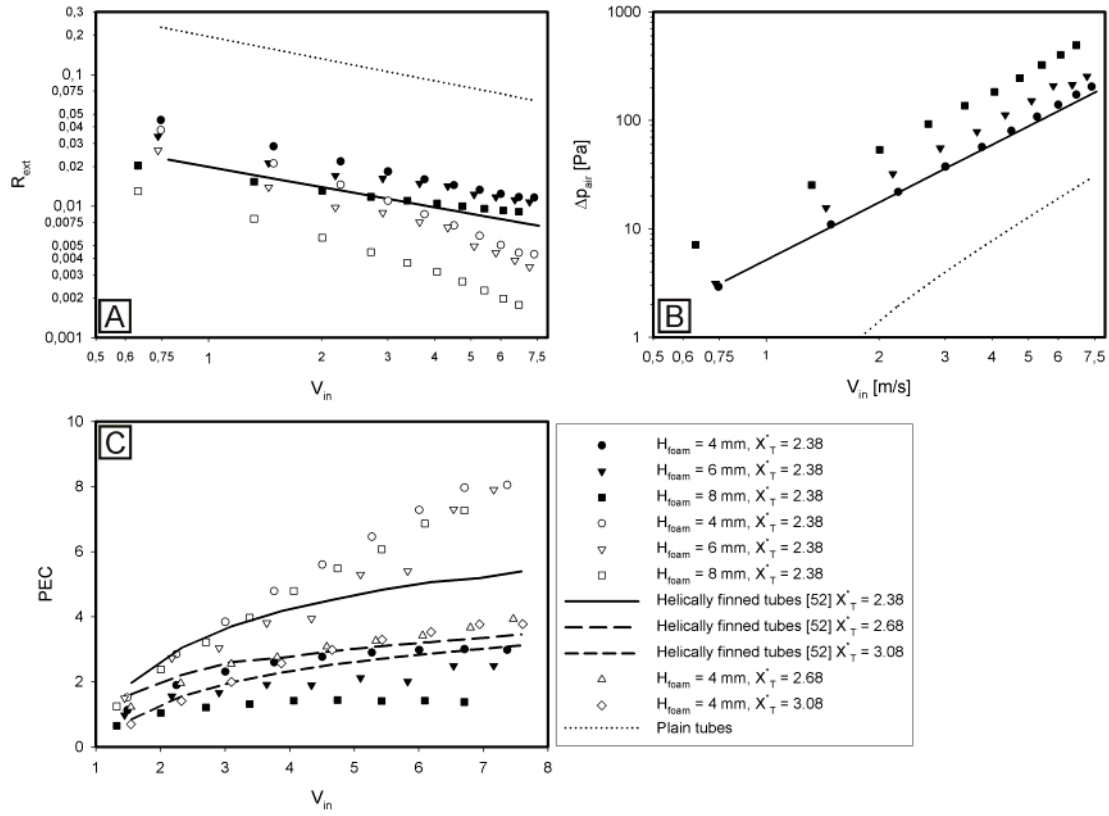 0,3
0,2
0,1
0,075
0,05
0,04
0,03
0,02
0,01
0,0075
0,005
0,004
0,003
0,002
0,001
R_ext
A
0,5 0,6 0,75 1 2 3 4 5 6 7,5
V_in
1000
100
10
1
Δp_air [Pa]
B
0,5 0,6 0,75 1 2 3 4 5 6 7,5
V_in [m/s]
10
8
6
4
2
0
PEC
C
1 2 3 4 5 6 7 8
V_in
H_foam = 4 mm, X*_T = 2.38
H_foam = 6 mm, X*_T = 2.38
H_foam = 8 mm, X*_T = 2.38
H_foam = 4 mm, X*_T = 2.38
H_foam = 6 mm, X*_T = 2.38
H_foam = 8 mm, X*_T = 2.38
Helically finned tubes [52] X*_T = 2.38
Helically finned tubes [52] X*_T = 2.68
Helically finned tubes [52] X*_T = 3.08
H_foam = 4 mm, X*_T = 2.68
H_foam = 4 mm, X*_T = 3.08
Plain tubes